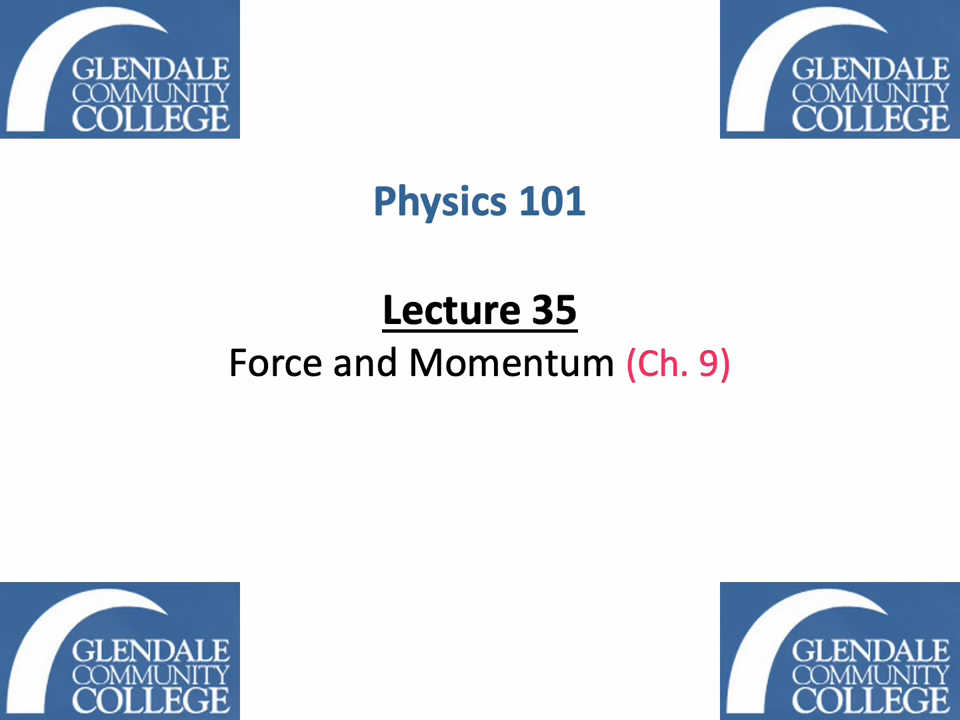 GLENDALE
COMMUNITY
COLLEGE
GLENDALE
COMMUNITY
COLLEGE
Physics 101
Lecture 35
Force and Momentum (Ch. 9)
GLENDALE
COMMUNITY
COLLEGE
GLENDALE
COMMUNITY
COLLEGE